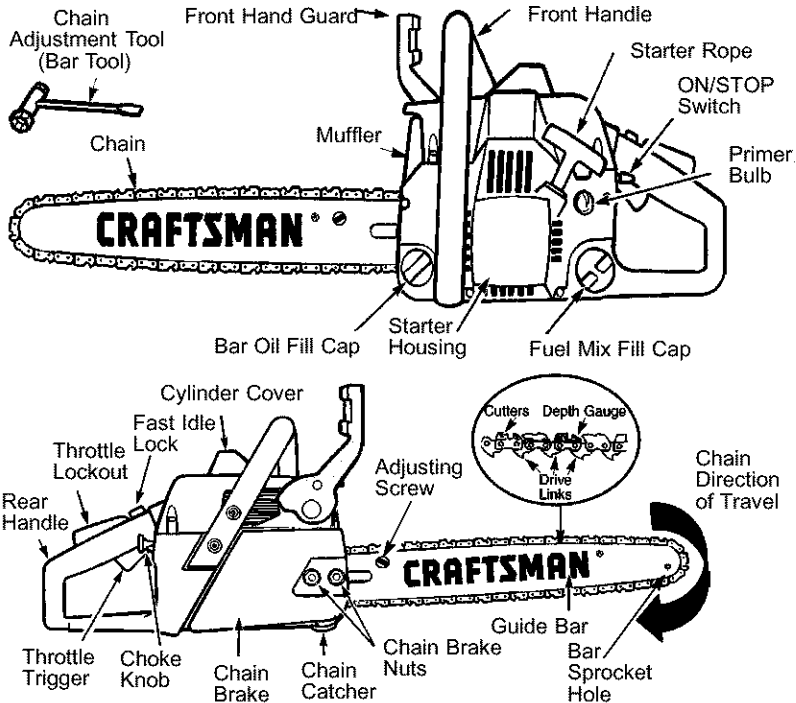 Chain
Adjustment Tool
(Bar Tool)
Front Hand Guard
Front Handle
Starter Rope
ON/STOP
Switch
Muffler
Chain
Primer
Bulb
CRAFTSMAN®
Bar Oil Fill Cap
Starter
Housing
Fuel Mix Fill Cap
Cylinder Cover
Fast Idle
Lock
Throttle
Lockout
Rear
Handle
Adjusting
Screw
Cutters
Depth Gauge
Drive
Links
Chain
Direction
of Travel
CRAFTSMAN®
Throttle
Trigger
Choke
Knob
Chain
Brake
Chain
Catcher
Chain Brake
Nuts
Guide Bar
Bar
Sprocket
Hole